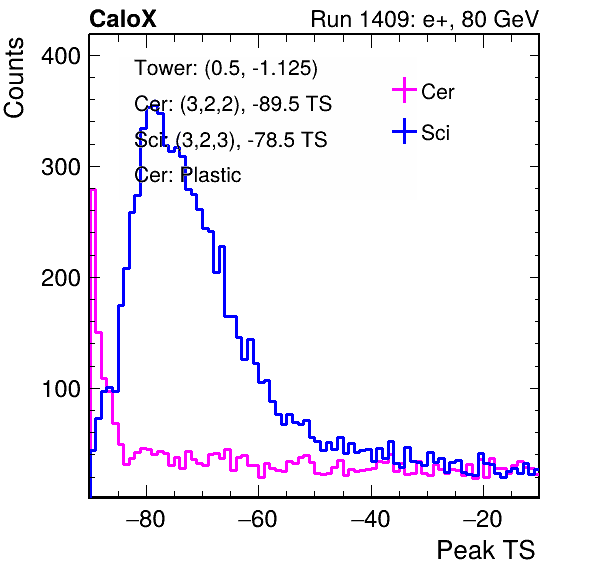 CaloX Run 1409: e+, 80 GeV
Counts
Tower: (0.5, -1.125)
Cer: (3,2,2), -89.5 TS
Sci: (3,2,3), -78.5 TS
Cer: Plastic
Cer
Sci
400
300
200
100
−80 −60 −40 −20
Peak TS